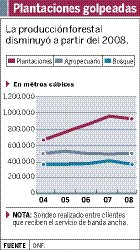 Plantaciones golpeadas
La producción forestal
disminuyó a partir del 2008.
Plantaciones Agropecuario Bosque
En métros cúbicos
1.200.000
1.000.000
800.000
600.000
400.000
200.000
0
04 05 06 07 08
NOTA: Sondeo realizado entre clientes
que reciben el servicio de banda ancha.
FUENTE ONF.